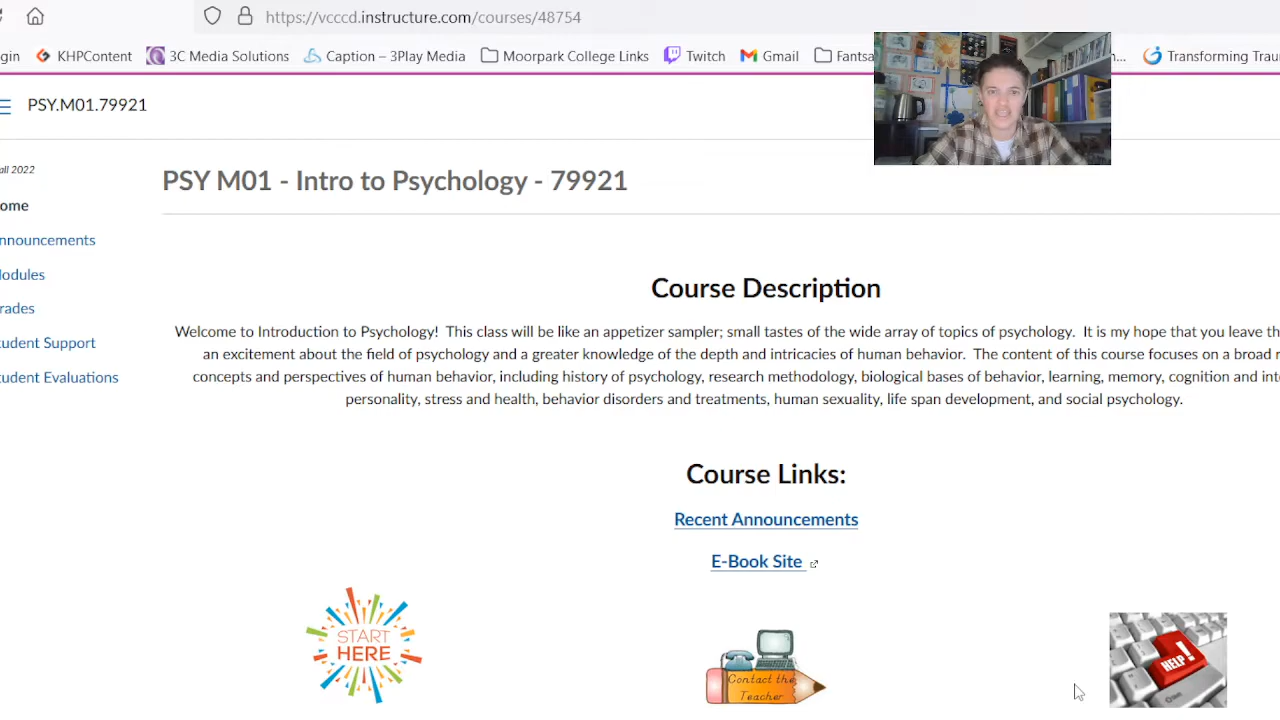 https://vcccd.instructure.com/courses/48754
gin KHPContent 3C Media Solutions Caption – 3Play Media Moorpark College Links Twitch Gmail Fantsa Transforming Trau
PSY.M01.79921
all 2022
PSY M01 - Intro to Psychology - 79921
ome
nnouncements
odules
rades
tudent Support
tudent Evaluations
Course Description
Welcome to Introduction to Psychology! This class will be like an appetizer sampler; small tastes of the wide array of topics of psychology. It is my hope that you leave th
an excitement about the field of psychology and a greater knowledge of the depth and intricacies of human behavior. The content of this course focuses on a broad r
concepts and perspectives of human behavior, including history of psychology, research methodology, biological bases of behavior, learning, memory, cognition and inte
personality, stress and health, behavior disorders and treatments, human sexuality, life span development, and social psychology.
Course Links:
Recent Announcements
E-Book Site
START
HERE
Contact the
Teacher
HELP!